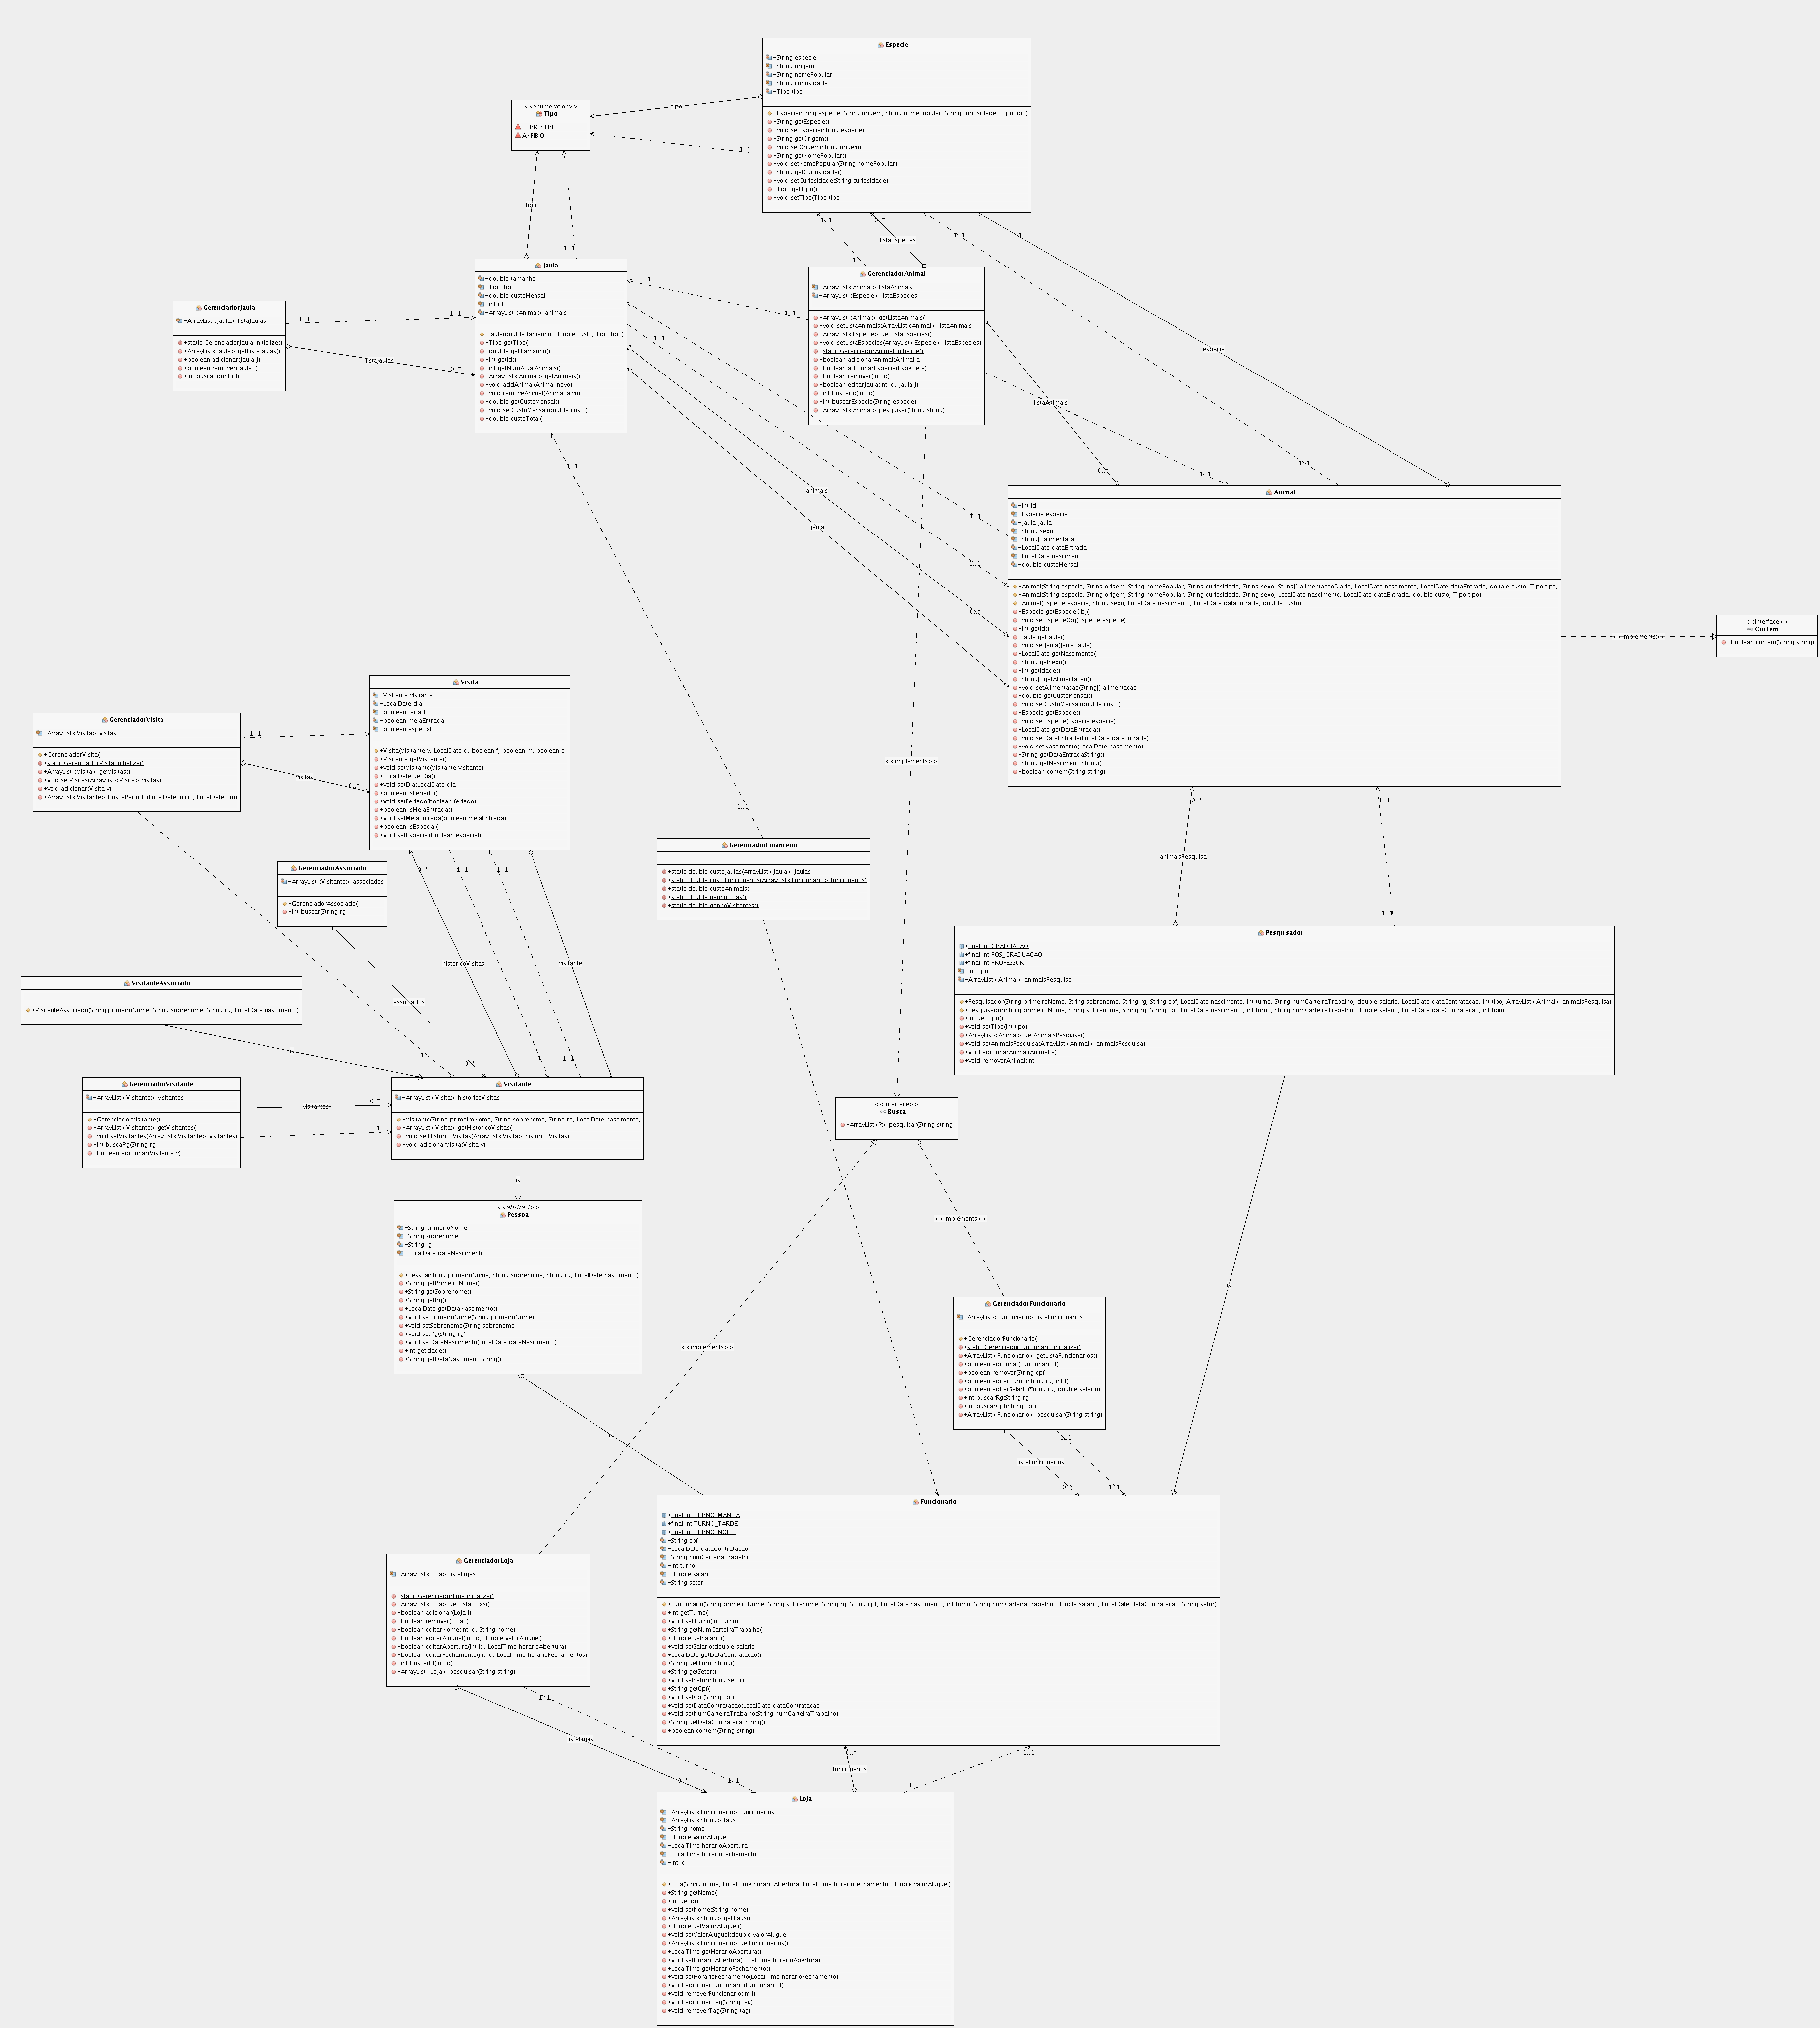 Especie
-String especie
-String origem
-String nomePopular
-String curiosidade
-Tipo tipo
+Especie(String especie, String origem, String nomePopular, String curiosidade, Tipo tipo)
+String getEspecie()
+void setEspecie(String especie)
+String getOrigem()
+void setOrigem(String origem)
+String getNomePopular()
+void setNomePopular(String nomePopular)
+String getCuriosidade()
+void setCuriosidade(String curiosidade)
+Tipo getTipo()
+void setTipo(Tipo tipo)
<<enumeration>>
Tipo
TERRESTRE
ANFIBIO
tipo
1..1
1..1
1..1
1..1
1..1
tipo
1..1
1..1
1..1
0..*
1..1
1..1
listaEspecies
1..1
Jaula
-double tamanho
-Tipo tipo
-double custoMensal
-int id
-ArrayList<Animal> animais
+Jaula(double tamanho, double custo, Tipo tipo)
+Tipo getTipo()
+double getTamanho()
+int getId()
+int getNumAtualAnimais()
+ArrayList<Animal> getAnimais()
+void addAnimal(Animal novo)
+void removeAnimal(Animal alvo)
+double getCustoMensal()
+void setCustoMensal(double custo)
+double custoTotal()
GerenciadorAnimal
-ArrayList<Animal> listaAnimais
-ArrayList<Especie> listaEspecies
+ArrayList<Animal> getListaAnimais()
+void setListaAnimais(ArrayList<Animal> listaAnimais)
+ArrayList<Especie> getListaEspecies()
+void setListaEspecies(ArrayList<Especie> listaEspecies)
+static GerenciadorAnimal initialize()
+boolean adicionarAnimal(Animal a)
+boolean adicionarEspecie(Especie e)
+boolean remover(int id)
+boolean editarJaula(int id, Jaula j)
+int buscarId(int id)
+int buscarEspecie(String especie)
+ArrayList<Animal> pesquisar(String string)
GerenciadorJaula
-ArrayList<Jaula> listaJaulas
+static GerenciadorJaula initialize()
+ArrayList<Jaula> getListaJaulas()
+boolean adicionar(Jaula j)
+boolean remover(Jaula j)
+int buscarId(int id)
1..1
1..1
listaJaulas
0..*
1..1
1..1
1..1
1..1
1..1
1..1
especie
listaAnimais
0..*
1..1
1..1
1..1
1..1
1..1
animais
jaula
0..*
Animal
-int id
-Especie especie
-Jaula jaula
-String sexo
-String[] alimentacao
-LocalDate dataEntrada
-LocalDate nascimento
-double custoMensal
+Animal(String especie, String origem, String nomePopular, String curiosidade, String sexo, String[] alimentacaoDiaria, LocalDate nascimento, LocalDate dataEntrada, double custo, Tipo tipo)
+Animal(String especie, String origem, String nomePopular, String curiosidade, String sexo, LocalDate nascimento, LocalDate dataEntrada, double custo, Tipo tipo)
+Animal(Especie especie, String sexo, LocalDate nascimento, LocalDate dataEntrada, double custo)
+Especie getEspecieObj()
+void setEspecieObj(Especie especie)
+int getId()
+Jaula getJaula()
+void setJaula(Jaula jaula)
+LocalDate getNascimento()
+String getSexo()
+int getIdade()
+String[] getAlimentacao()
+void setAlimentacao(String[] alimentacao)
+double getCustoMensal()
+void setCustoMensal(double custo)
+Especie getEspecie()
+void setEspecie(Especie especie)
+LocalDate getDataEntrada()
+void setDataEntrada(LocalDate dataEntrada)
+void setNascimento(LocalDate nascimento)
+String getDataEntradaString()
+String getNascimentoString()
+boolean contem(String string)
<<implements>>
<<interface>>
Contem
+boolean contem(String string)
Visita
-Visitante visitante
-LocalDate dia
-boolean feriado
-boolean meiaEntrada
-boolean especial
+Visita(Visitante v, LocalDate d, boolean f, boolean m, boolean e)
+Visitante getVisitante()
+void setVisitante(Visitante visitante)
+LocalDate getDia()
+void setDia(LocalDate dia)
+boolean isFeriado()
+void setFeriado(boolean feriado)
+boolean isMeiaEntrada()
+void setMeiaEntrada(boolean meiaEntrada)
+boolean isEspecial()
+void setEspecial(boolean especial)
GerenciadorVisita
-ArrayList<Visita> visitas
+GerenciadorVisita()
+static GerenciadorVisita initialize()
+ArrayList<Visita> getVisitas()
+void setVisitas(ArrayList<Visita> visitas)
+void adicionar(Visita v)
+ArrayList<Visitante> buscaPeriodo(LocalDate inicio, LocalDate fim)
1..1
1..1
visitas
0..*
1..1
<<implements>>
1..1
GerenciadorFinanceiro
+static double custoJaulas(ArrayList<Jaula> jaulas)
+static double custoFuncionarios(ArrayList<Funcionario> funcionarios)
+static double custoAnimais()
+static double ganhoLojas()
+static double ganhoVisitantes()
0..*
1..1
animaisPesquisa
1..1
GerenciadorAssociado
-ArrayList<Visitante> associados
+GerenciadorAssociado()
+int buscar(String rg)
0..*
1..1
1..1
historicoVisitas
visitante
associados
1..1
Pesquisador
+final int GRADUACAO
+final int POS_GRADUACAO
+final int PROFESSOR
-int tipo
-ArrayList<Animal> animaisPesquisa
+Pesquisador(String primeiroNome, String sobrenome, String rg, String cpf, LocalDate nascimento, int turno, String numCarteiraTrabalho, double salario, LocalDate dataContratacao, int tipo, ArrayList<Animal> animaisPesquisa)
+Pesquisador(String primeiroNome, String sobrenome, String rg, String cpf, LocalDate nascimento, int turno, String numCarteiraTrabalho, double salario, LocalDate dataContratacao, int tipo)
+int getTipo()
+void setTipo(int tipo)
+ArrayList<Animal> getAnimaisPesquisa()
+void setAnimaisPesquisa(ArrayList<Animal> animaisPesquisa)
+void adicionarAnimal(Animal a)
+void removerAnimal(int i)
VisitanteAssociado
+VisitanteAssociado(String primeiroNome, String sobrenome, String rg, LocalDate nascimento)
is
1..1
0..*
1..1
1..1
1..1
GerenciadorVisitante
-ArrayList<Visitante> visitantes
+GerenciadorVisitante()
+ArrayList<Visitante> getVisitantes()
+void setVisitantes(ArrayList<Visitante> visitantes)
+int buscaRg(String rg)
+boolean adicionar(Visitante v)
visitantes
0..*
1..1
1..1
Visitante
-ArrayList<Visita> historicoVisitas
+Visitante(String primeiroNome, String sobrenome, String rg, LocalDate nascimento)
+ArrayList<Visita> getHistoricoVisitas()
+void setHistoricoVisitas(ArrayList<Visita> historicoVisitas)
+void adicionarVisita(Visita v)
is
<<interface>>
Busca
+ArrayList<?> pesquisar(String string)
<<abstract>>
Pessoa
-String primeiroNome
-String sobrenome
-String rg
-LocalDate dataNascimento
+Pessoa(String primeiroNome, String sobrenome, String rg, LocalDate nascimento)
+String getPrimeiroNome()
+String getSobrenome()
+String getRg()
+LocalDate getDataNascimento()
+void setPrimeiroNome(String primeiroNome)
+void setSobrenome(String sobrenome)
+void setRg(String rg)
+void setDataNascimento(LocalDate dataNascimento)
+int getIdade()
+String getDataNascimentoString()
<<implements>>
<<implements>>
is
is
GerenciadorFuncionario
-ArrayList<Funcionario> listaFuncionarios
+GerenciadorFuncionario()
+static GerenciadorFuncionario initialize()
+ArrayList<Funcionario> getListaFuncionarios()
+boolean adicionar(Funcionario f)
+boolean remover(String cpf)
+boolean editarTurno(String rg, int t)
+boolean editarSalario(String rg, double salario)
+int buscarRg(String rg)
+int buscarCpf(String cpf)
+ArrayList<Funcionario> pesquisar(String string)
1..1
1..1
listaFuncionarios
0..*
1..1
Funcionario
+final int TURNO_MANHA
+final int TURNO_TARDE
+final int TURNO_NOITE
-String cpf
-LocalDate dataContratacao
-String numCarteiraTrabalho
-int turno
-double salario
-String setor
+Funcionario(String primeiroNome, String sobrenome, String rg, String cpf, LocalDate nascimento, int turno, String numCarteiraTrabalho, double salario, LocalDate dataContratacao, String setor)
+int getTurno()
+void setTurno(int turno)
+String getNumCarteiraTrabalho()
+double getSalario()
+void setSalario(double salario)
+LocalDate getDataContratacao()
+String getTurnoString()
+String getSetor()
+void setSetor(String setor)
+String getCpf()
+void setCpf(String cpf)
+void setDataContratacao(LocalDate dataContratacao)
+void setNumCarteiraTrabalho(String numCarteiraTrabalho)
+String getDataContratacaoString()
+boolean contem(String string)
GerenciadorLoja
-ArrayList<Loja> listaLojas
+static GerenciadorLoja initialize()
+ArrayList<Loja> getListaLojas()
+boolean adicionar(Loja l)
+boolean remover(Loja l)
+boolean editarNome(int id, String nome)
+boolean editarAluguel(int id, double valorAluguel)
+boolean editarAbertura(int id, LocalTime horarioAbertura)
+boolean editarFechamento(int id, LocalTime horarioFechamentos)
+int buscarId(int id)
+ArrayList<Loja> pesquisar(String string)
1..1
listaLojas
0..*
1..1
0..*
1..1
funcionarios
1..1
Loja
-ArrayList<Funcionario> funcionarios
-ArrayList<String> tags
-String nome
-double valorAluguel
-LocalTime horarioAbertura
-LocalTime horarioFechamento
-int id
+Loja(String nome, LocalTime horarioAbertura, LocalTime horarioFechamento, double valorAluguel)
+String getNome()
+int getId()
+void setNome(String nome)
+ArrayList<String> getTags()
+double getValorAluguel()
+void setValorAluguel(double valorAluguel)
+ArrayList<Funcionario> getFuncionarios()
+LocalTime getHorarioAbertura()
+void setHorarioAbertura(LocalTime horarioAbertura)
+LocalTime getHorarioFechamento()
+void setHorarioFechamento(LocalTime horarioFechamento)
+void adicionarFuncionario(Funcionario f)
+void removerFuncionario(int i)
+void adicionarTag(String tag)
+void removerTag(String tag)